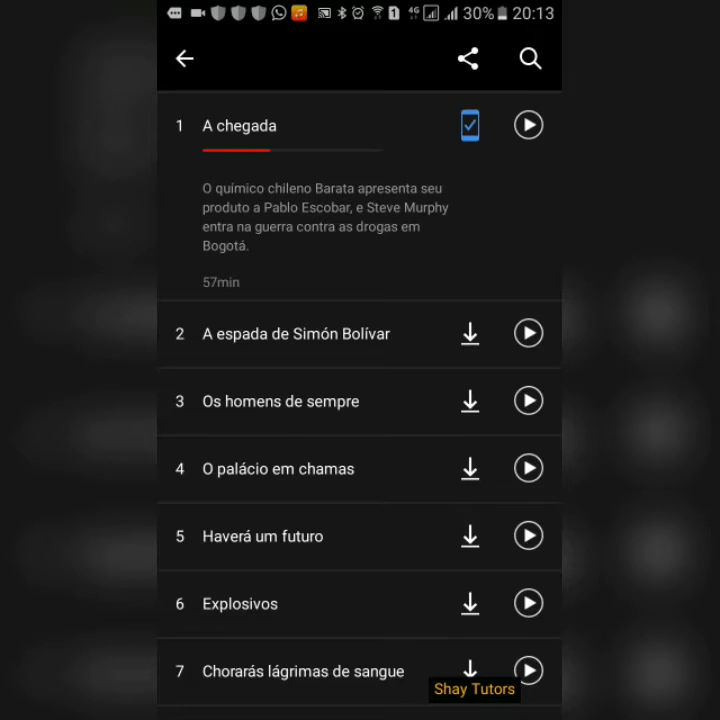 4G 1 30% 20:13
1 A chegada
O químico chileno Barata apresenta seu
produto a Pablo Escobar, e Steve Murphy
entra na guerra contra as drogas em
Bogotá.
57min
2 A espada de Simón Bolívar
3 Os homens de sempre
4 O palácio em chamas
5 Haverá um futuro
6 Explosivos
7 Chorarás lágrimas de sangue
Shay Tutors